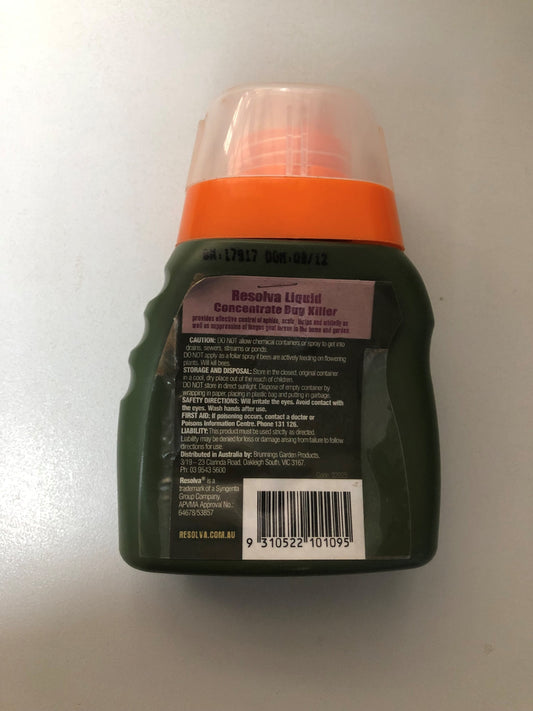 BN:17917 DOM:09/12
Resolva Liquid
Concentrate Bug Killer
provides effective control of aphids, scale, thrips and whitefly as
well as suppression of fungus gnat larvae in the home and garden.
CAUTION: DO NOT allow chemical containers or spray to get into
drains, sewers, streams or ponds.
DO NOT apply as a foliar spray if bees are actively feeding on flowering
plants. Will kill bees.
STORAGE AND DISPOSAL: Store in the closed, original container
in a cool, dry place out of the reach of children.
DO NOT store in direct sunlight. Dispose of empty container by
wrapping in paper, placing in plastic bag and putting in garbage.
SAFETY DIRECTIONS: Will irritate the eyes. Avoid contact with
the eyes. Wash hands after use.
FIRST AID: If poisoning occurs, contact a doctor or
Poisons Information Centre. Phone 131 126.
LIABILITY: This product must be used strictly as directed.
Liability may be denied for loss or damage arising from failure to follow
directions for use.
Distributed in Australia by: Brunnings Garden Products.
3/19 – 23 Clarinda Road, Oakleigh South, VIC 3167.
Ph: 03 9543 5600
Code:
Resolva® is a
trademark of a Syngenta
Group Company
APVMA Approval No.:
64678/53857
RESOLVA.COM.AU
9 310522 101095